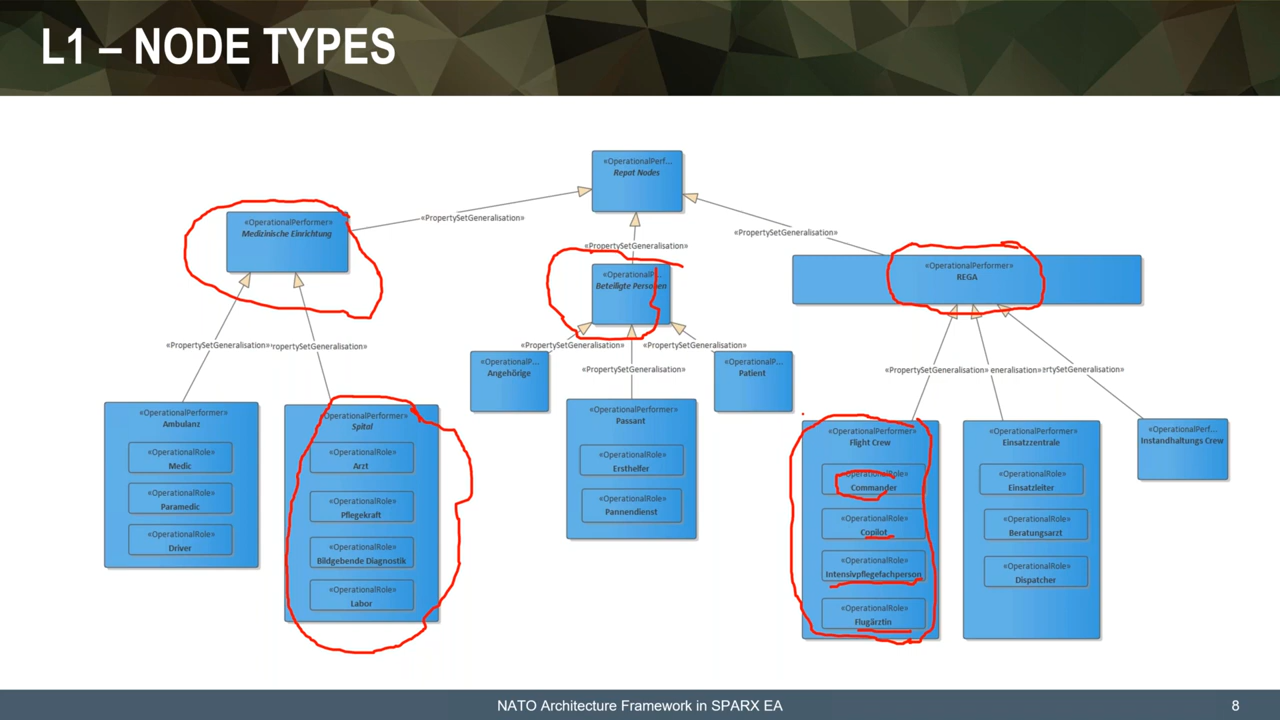 L1 – NODE TYPES
«OperationalPerf...
Repat Nodes
«PropertySetGeneralisation»
«PropertySetGeneralisation»
«PropertySetGeneralisation»
«OperationalPerformer»
Medizinische Einrichtung
«OperationalP...
Beteiligte Personen
«OperationalPerformer»
REGA
«PropertySetGeneralisation»
ropertySetGeneralisation»
«PropertySetGeneralisation»
«PropertySetGeneralisation»
«PropertySetGeneralisation»
«PropertySetGeneralisation»
eneralisation»
ertySetGeneralisation»
«OperationalPerformer»
Ambulanz
«OperationalRole»
Medic
«OperationalRole»
Paramedic
«OperationalRole»
Driver
«OperationalPerformer»
Spital
«OperationalRole»
Arzt
«OperationalRole»
Pflegekraft
«OperationalRole»
Bildgebende Diagnostik
«OperationalRole»
Labor
«OperationalP...
Angehörige
«OperationalPerformer»
Passant
«OperationalRole»
Ersthelfer
«OperationalRole»
Pannendienst
«OperationalP...
Patient
«OperationalPerformer»
Flight Crew
«OperationalRole»
Commander
«OperationalRole»
Copilot
«OperationalRole»
Intensivpflegefachperson
«OperationalRole»
Flugärztin
«OperationalPerformer»
Einsatzzentrale
«OperationalRole»
Einsatzleiter
«OperationalRole»
Beratungsarzt
«OperationalRole»
Dispatcher
«OperationalPerf...
Instandhaltungs Crew
NATO Architecture Framework in SPARX EA
8